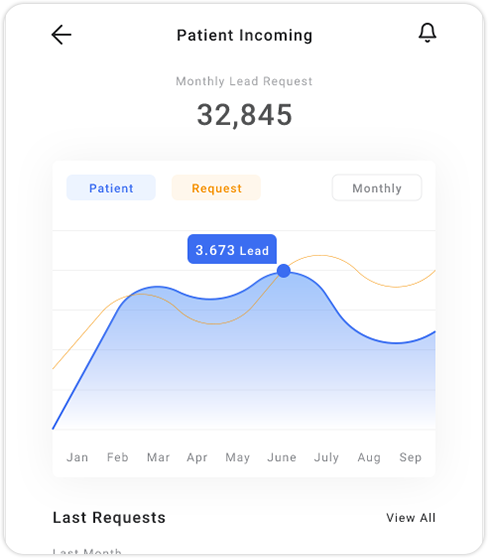 Patient Incoming
Monthly Lead Request
32,845
Patient Request Monthly
3.673 Lead
Jan Feb Mar Apr May June July Aug Sep
Last Requests View All
Last Month